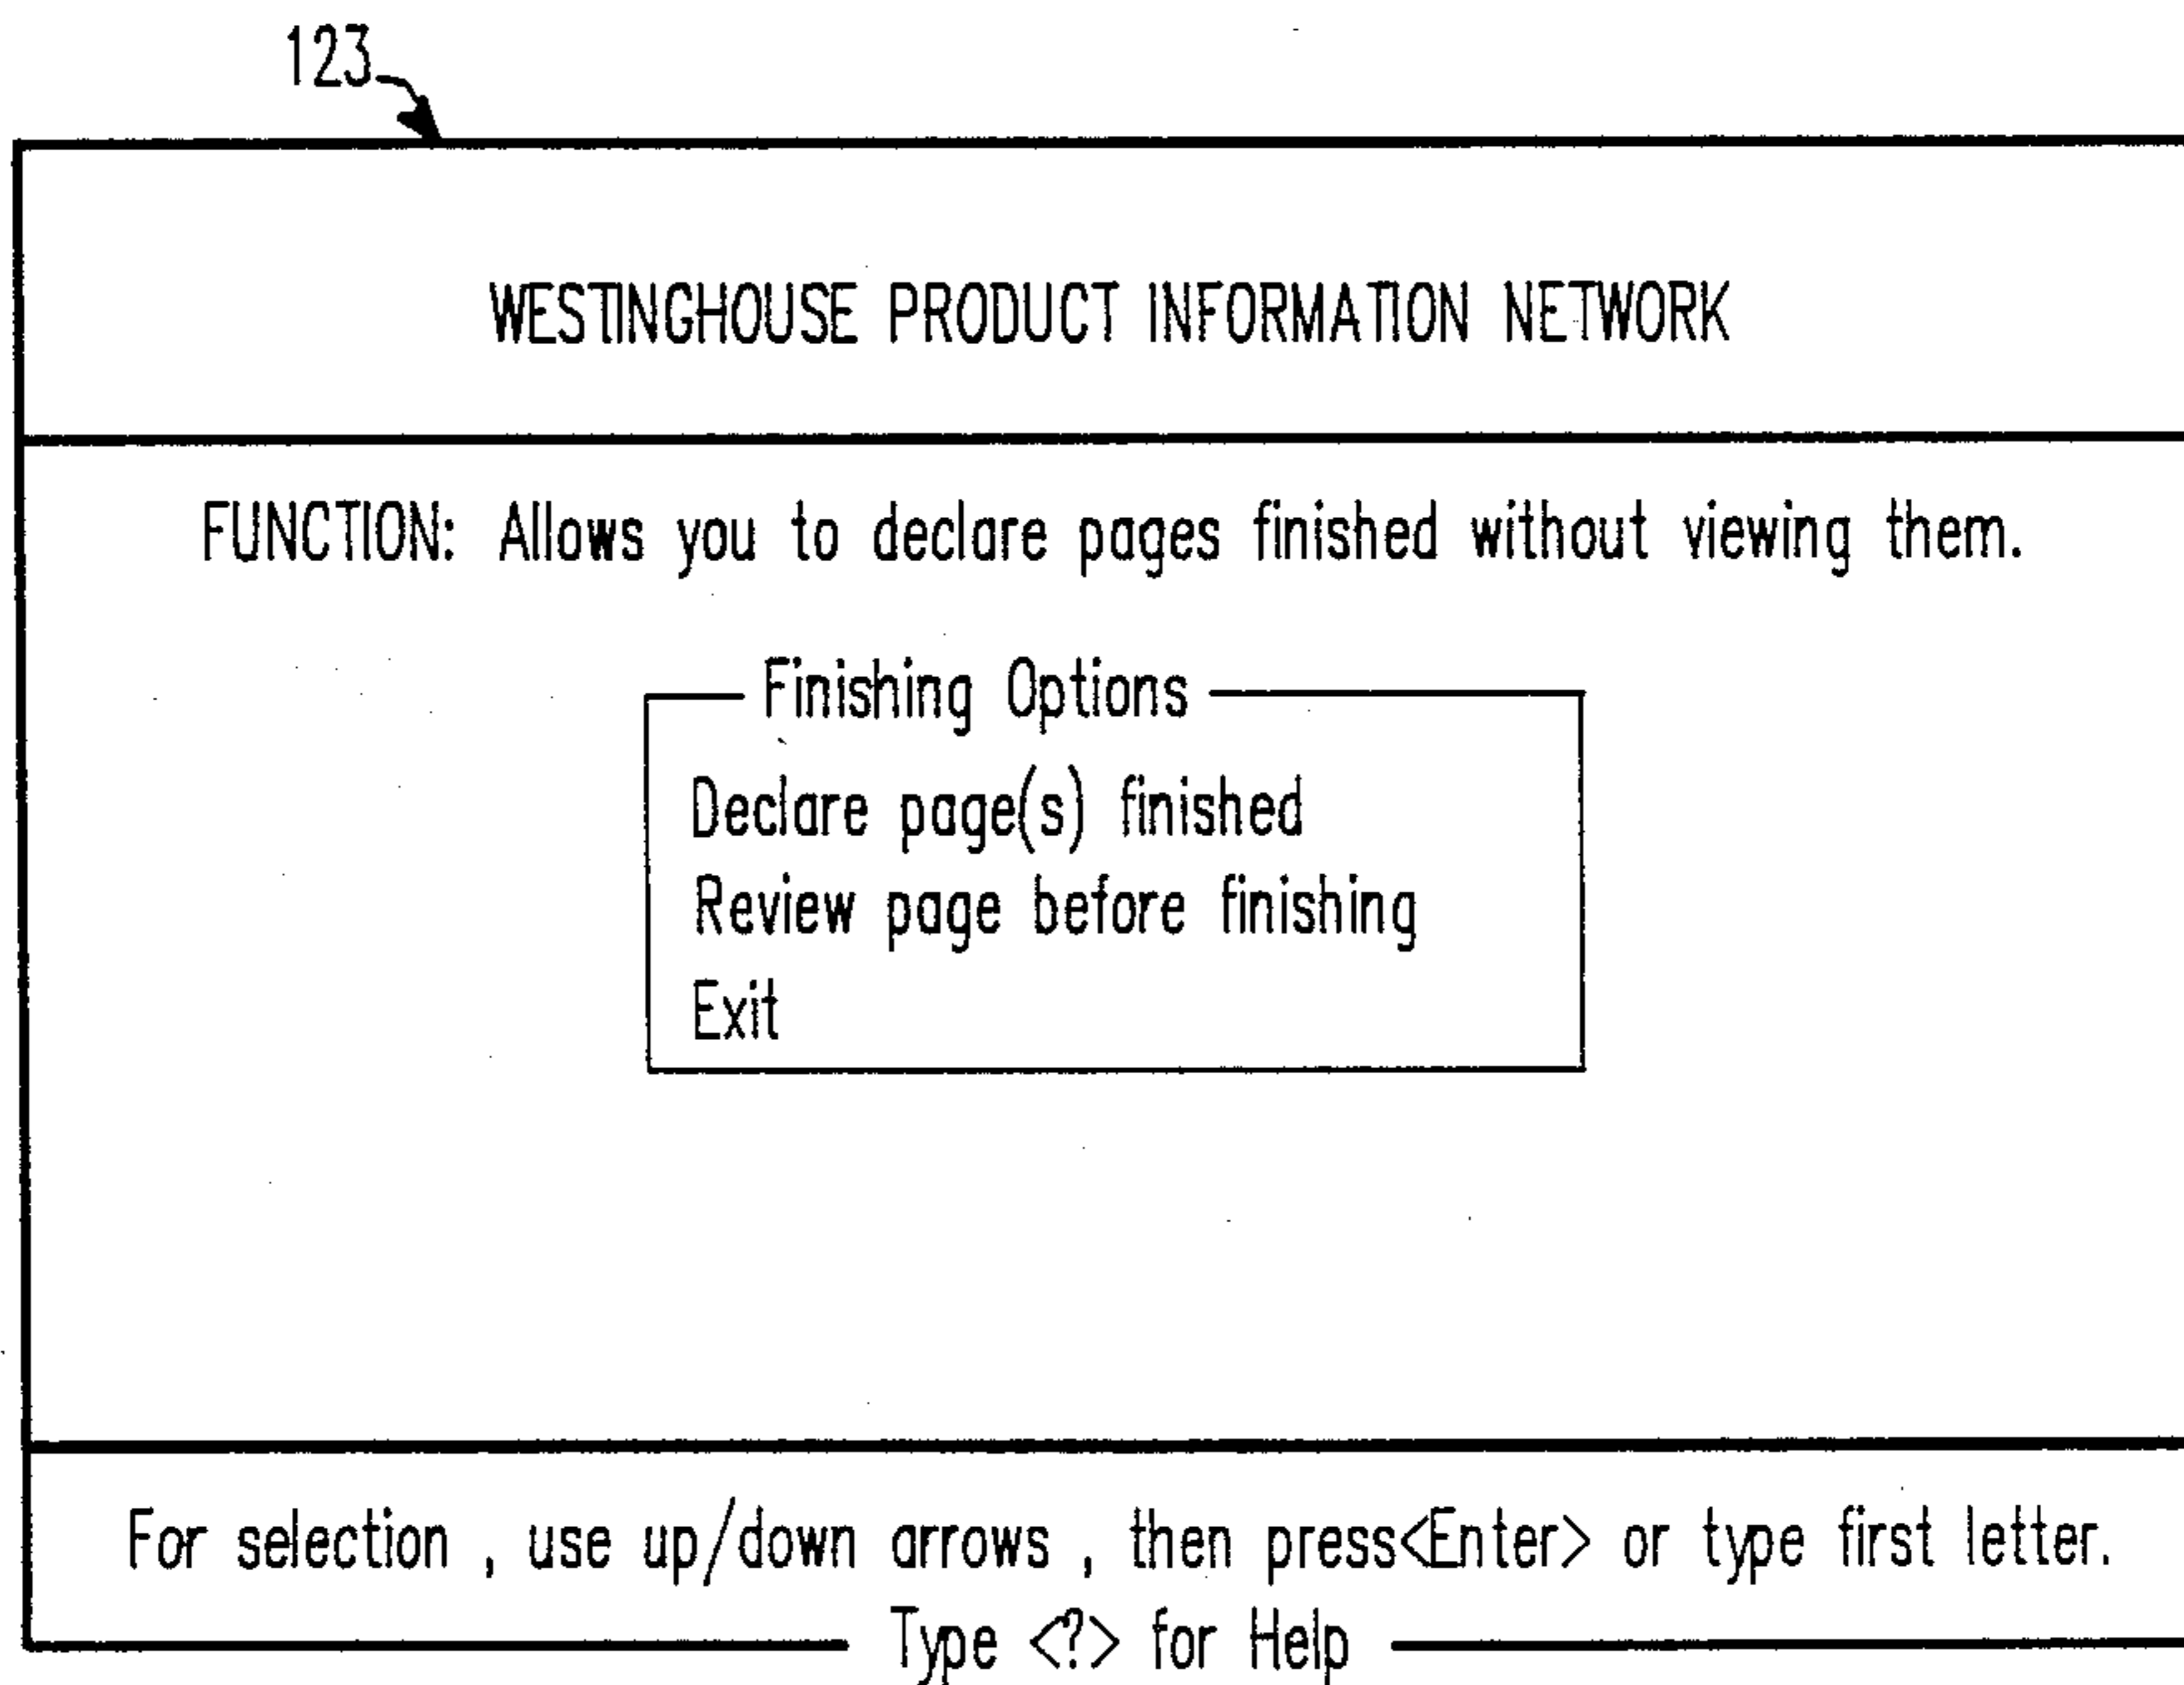 123
WESTINGHOUSE PRODUCT INFORMATION NETWORK
FUNCTION: Allows you to declare pages finished without viewing them.
Finishing Options
Declare page(s) finished
Review page before finishing
Exit
For selection , use up/down arrows , then press<Enter> or type first letter.
Type <?> for Help